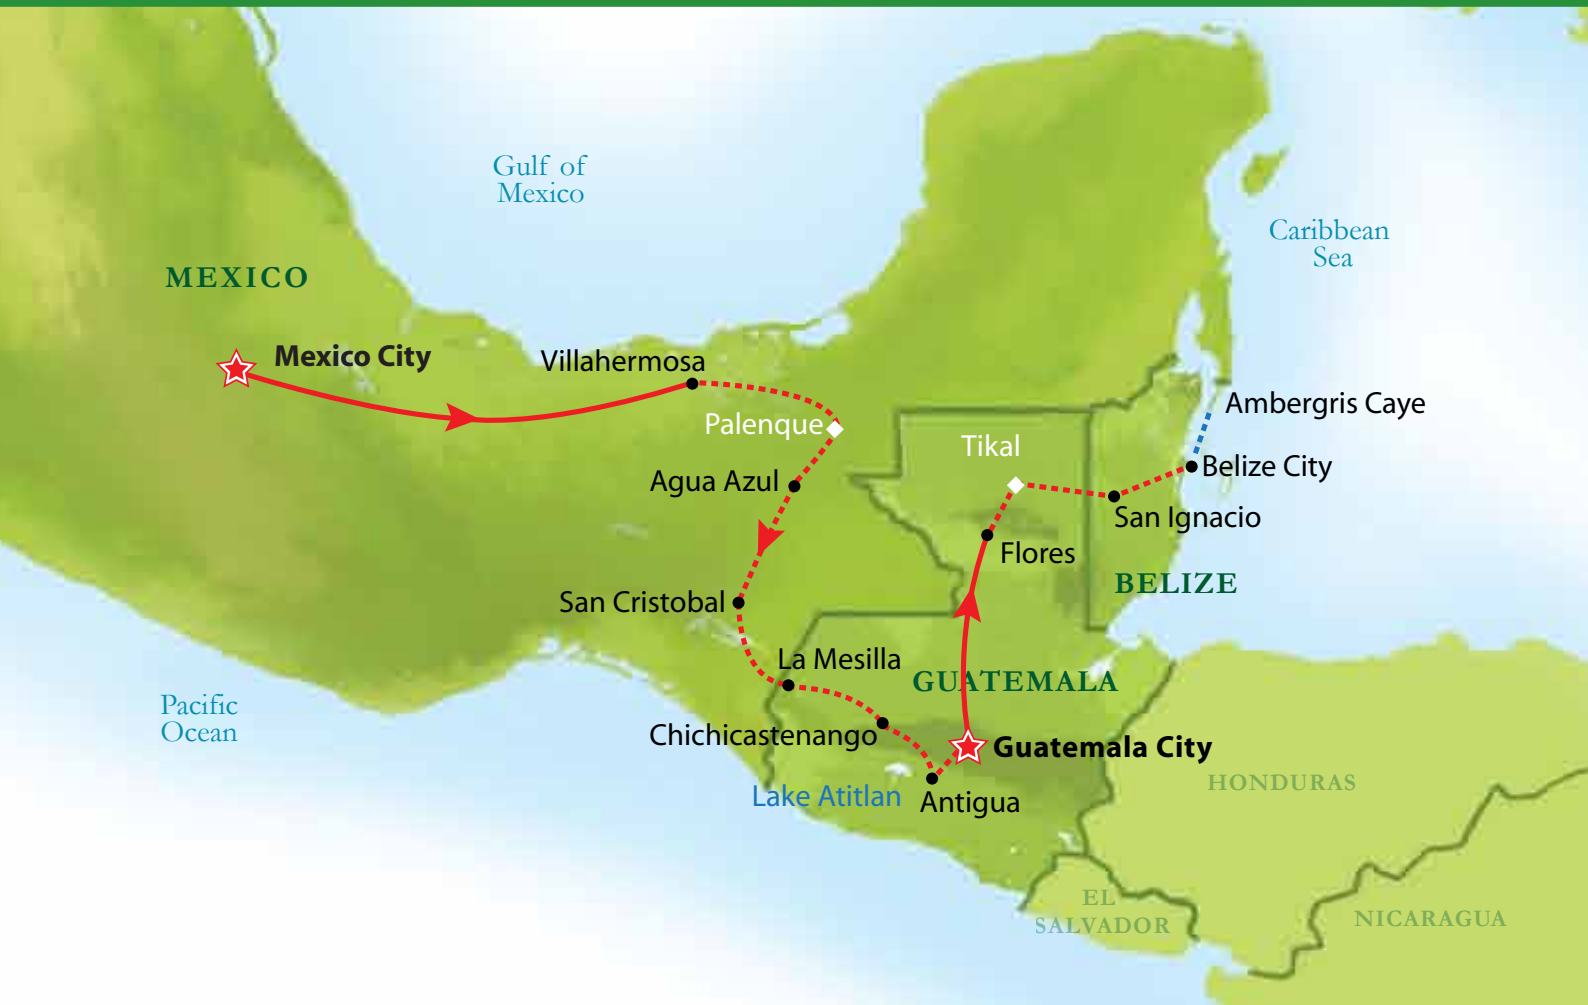 Gulf of
Mexico
Caribbean
Sea
MEXICO
Mexico City
Villahermosa
Palenque
Ambergris Caye
Tikal
Belize City
Agua Azul
San Ignacio
Flores
BELIZE
San Cristobal
La Mesilla
GUATEMALA
Pacific
Ocean
Chichicastenango
Guatemala City
HONDURAS
Lake Atitlan
Antigua
EL
SALVADOR
NICARAGUA